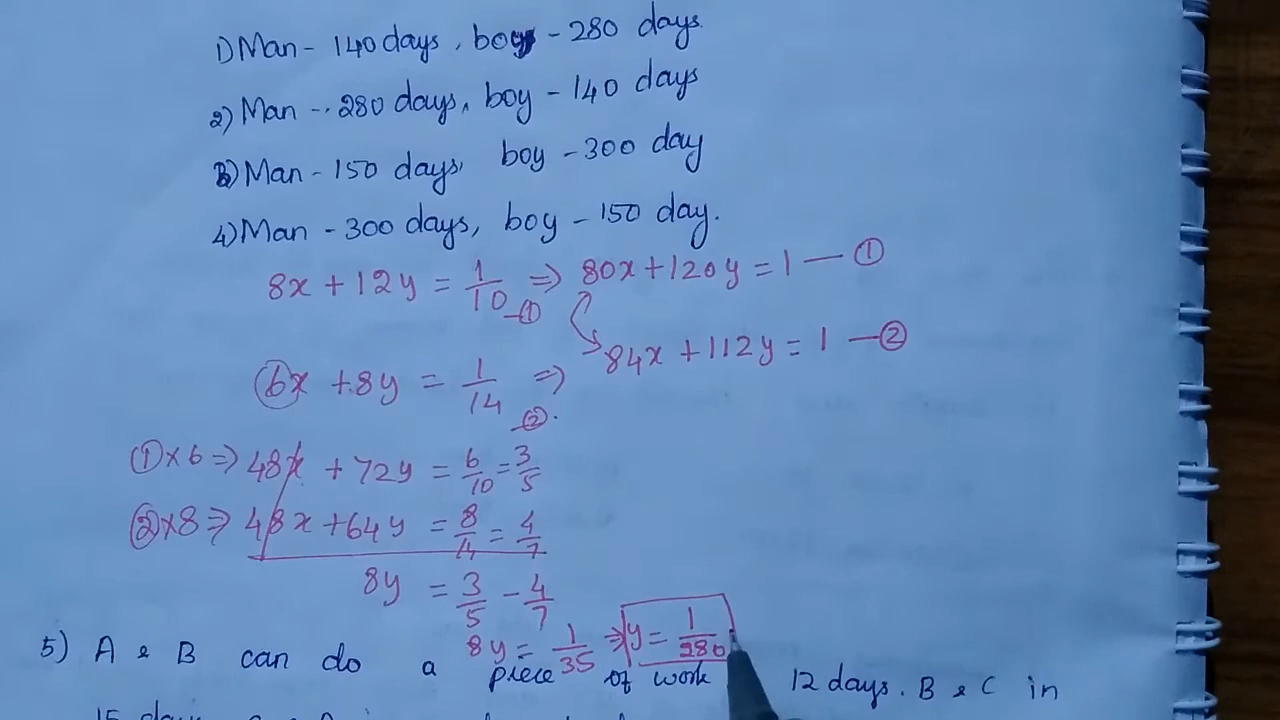 1) Man - 140 days, boy - 280 days.
2) Man - 280 days, boy - 140 days
3) Man - 150 days, boy - 300 day
4) Man - 300 days, boy - 150 day.
8x + 12y = 1/10 ⇒ 80x + 120y = 1 — ①
—①
6x + 8y = 1/14 ⇒ 84x + 112y = 1 — ②
—②.
①×6 ⇒ 48x + 72y = 6/10 = 3/5
②×8 ⇒ 48x + 64y = 8/14 = 4/7
8y = 3/5 - 4/7
8y = 1/35 ⇒ y = 1/280
5) A & B can do a piece of work 12 days. B & C in
15 days